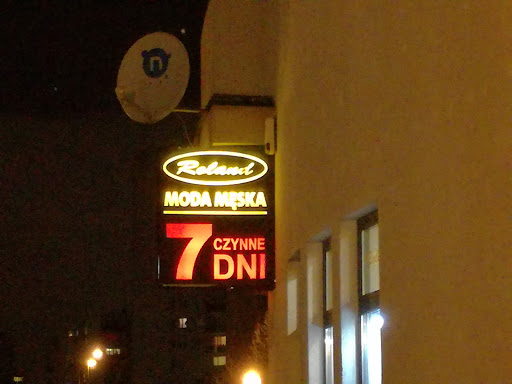 n
Roland
MODA MĘSKA
7 CZYNNE
DNI